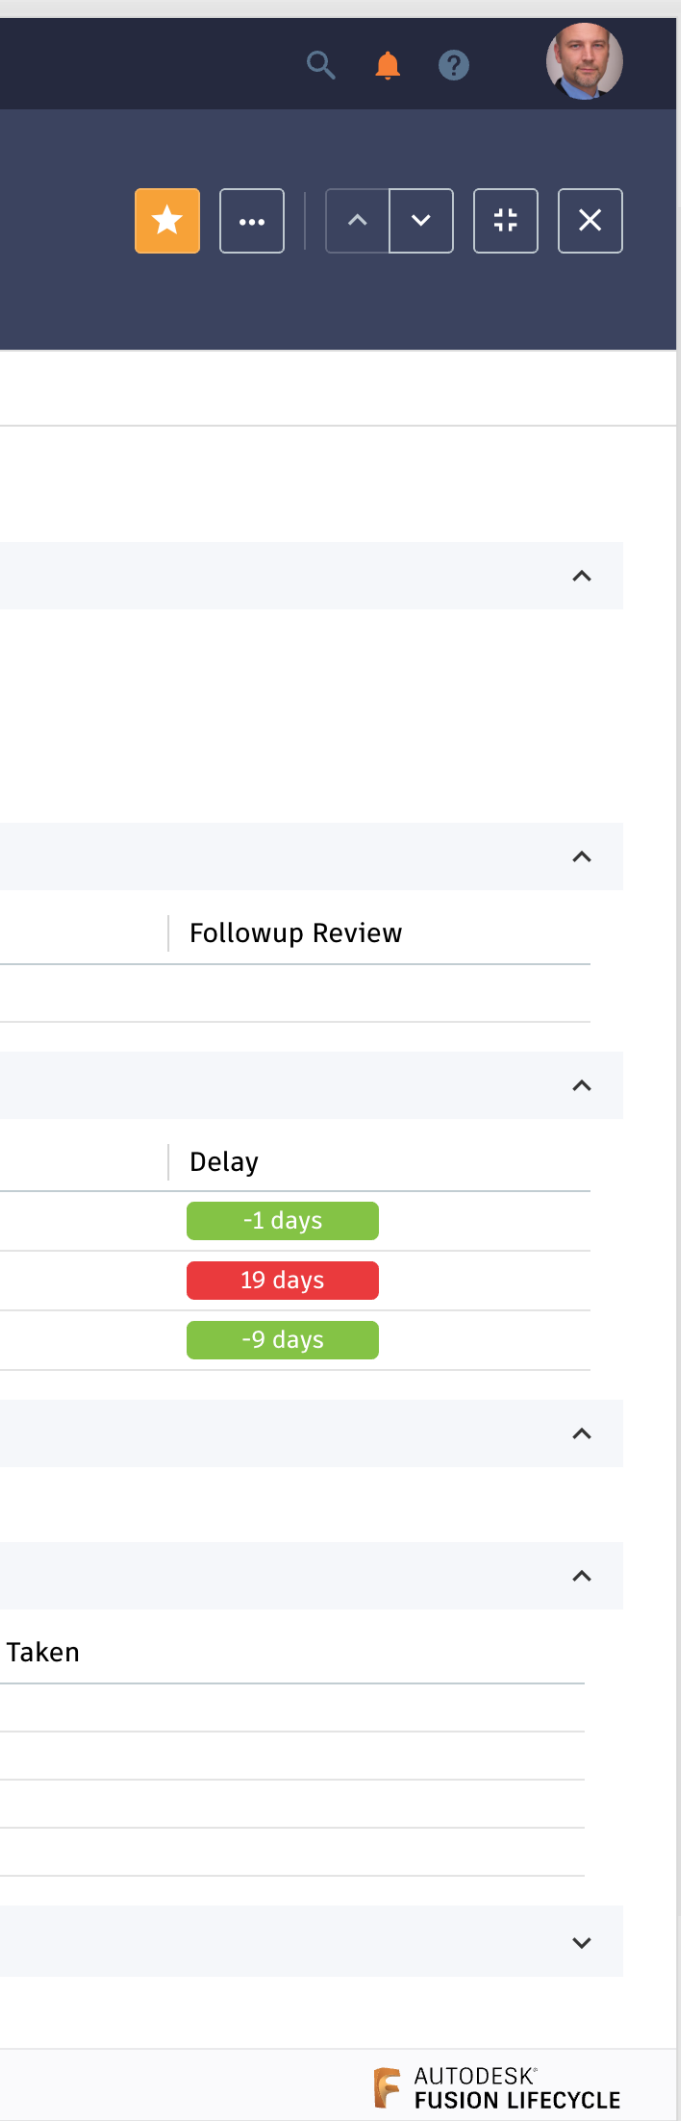 Followup Review
Delay
-1 days
19 days
-9 days
Taken
AUTODESK®
FUSION LIFECYCLE